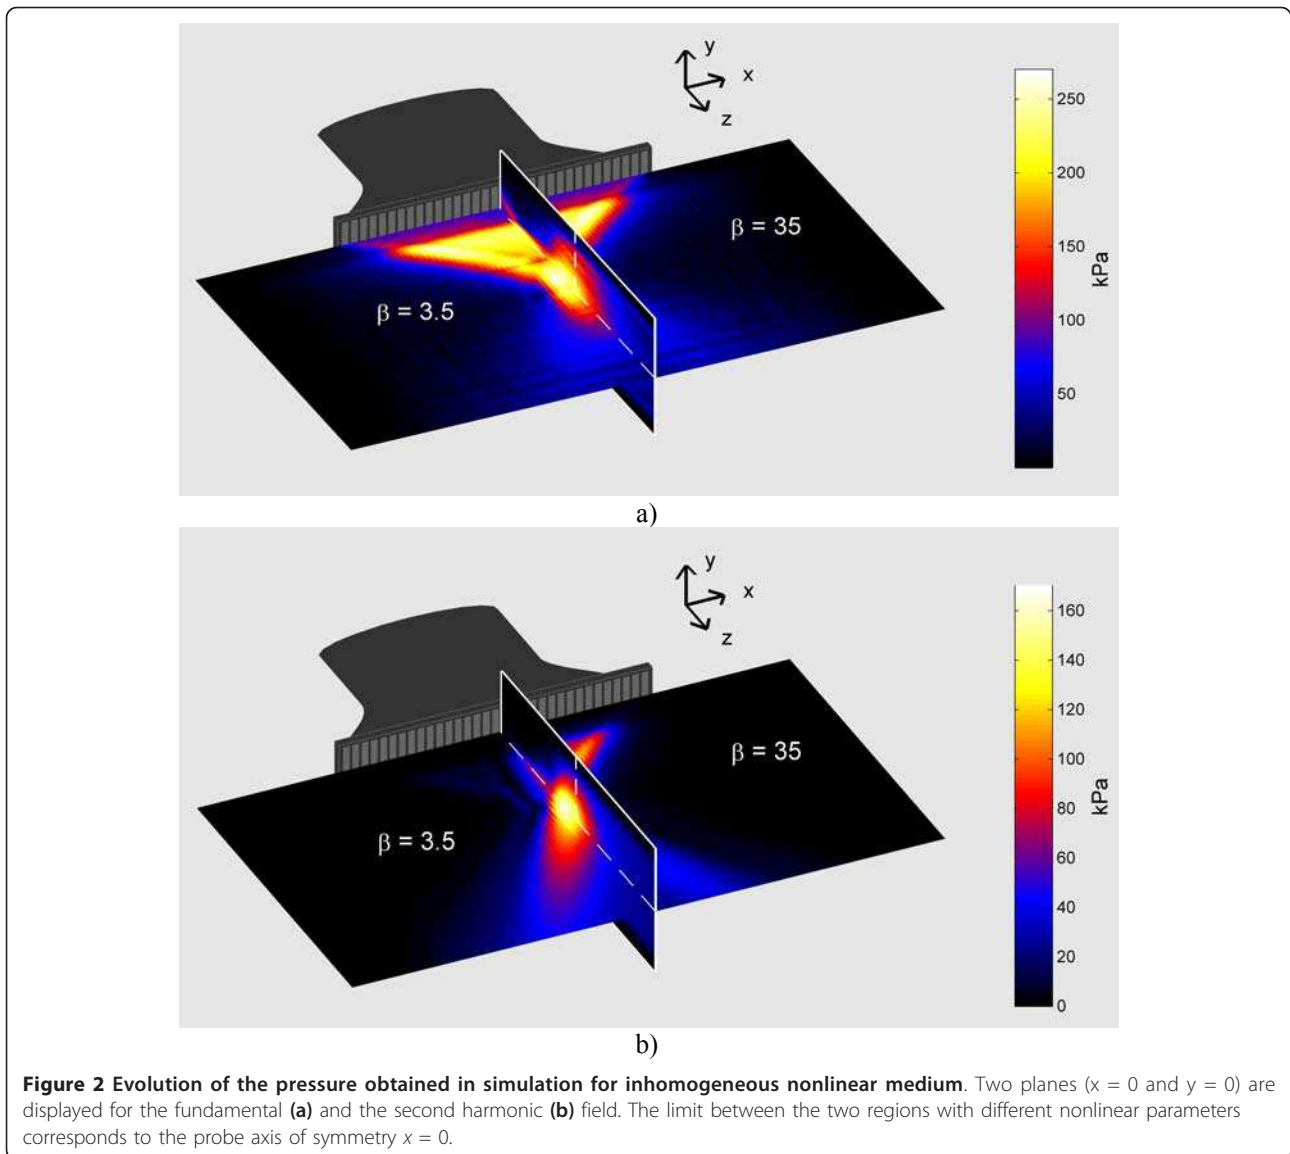 y
x
z
β = 35
β = 3.5
250
200
150
100
50
kPa
a)
y
x
z
β = 35
β = 3.5
160
140
120
100
80
60
40
20
0
kPa
b)
Figure 2 Evolution of the pressure obtained in simulation for inhomogeneous nonlinear medium. Two planes (x = 0 and y = 0) are
displayed for the fundamental (a) and the second harmonic (b) field. The limit between the two regions with different nonlinear parameters
corresponds to the probe axis of symmetry x = 0.